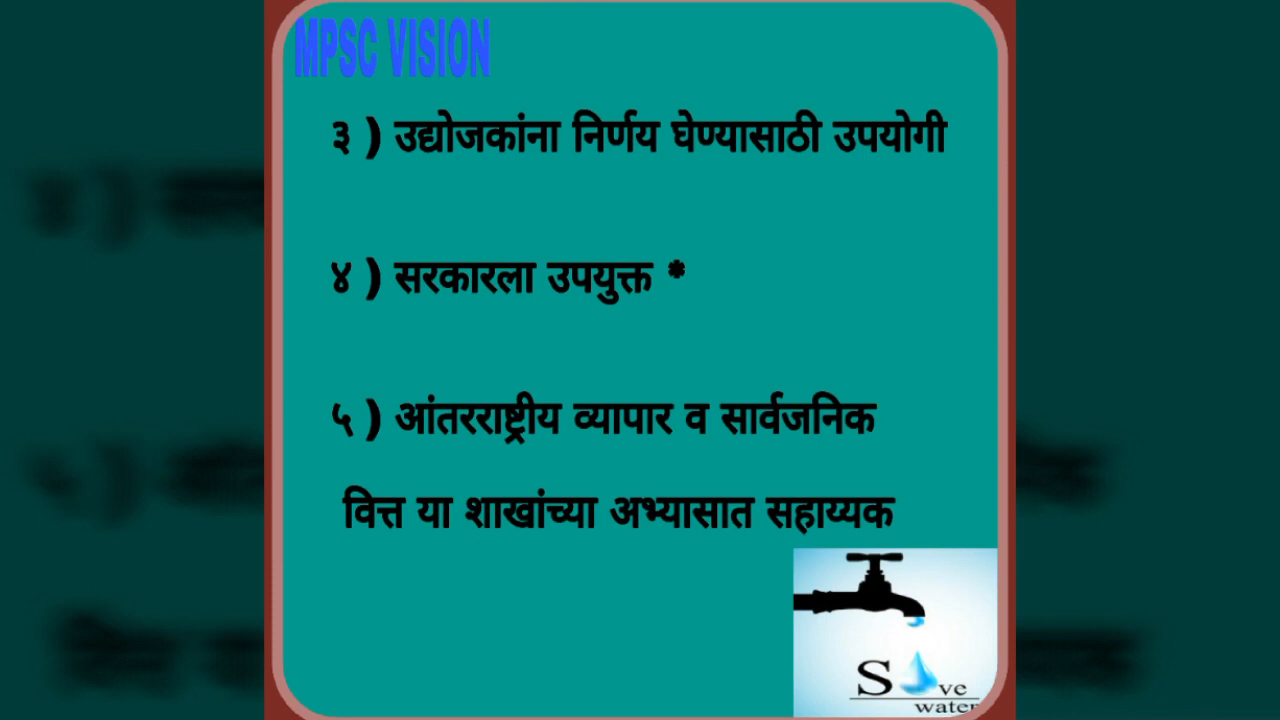 MPSC VISION
३ ) उद्योजकांना निर्णय घेण्यासाठी उपयोगी
४ ) सरकारला उपयुक्त *
५ ) आंतरराष्ट्रीय व्यापार व सार्वजनिक
वित्त या शाखांच्या अभ्यासात सहाय्यक
S ve
water